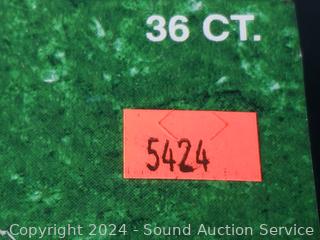 36 CT.
5424
Copyright 2024 - Sound Auction Service